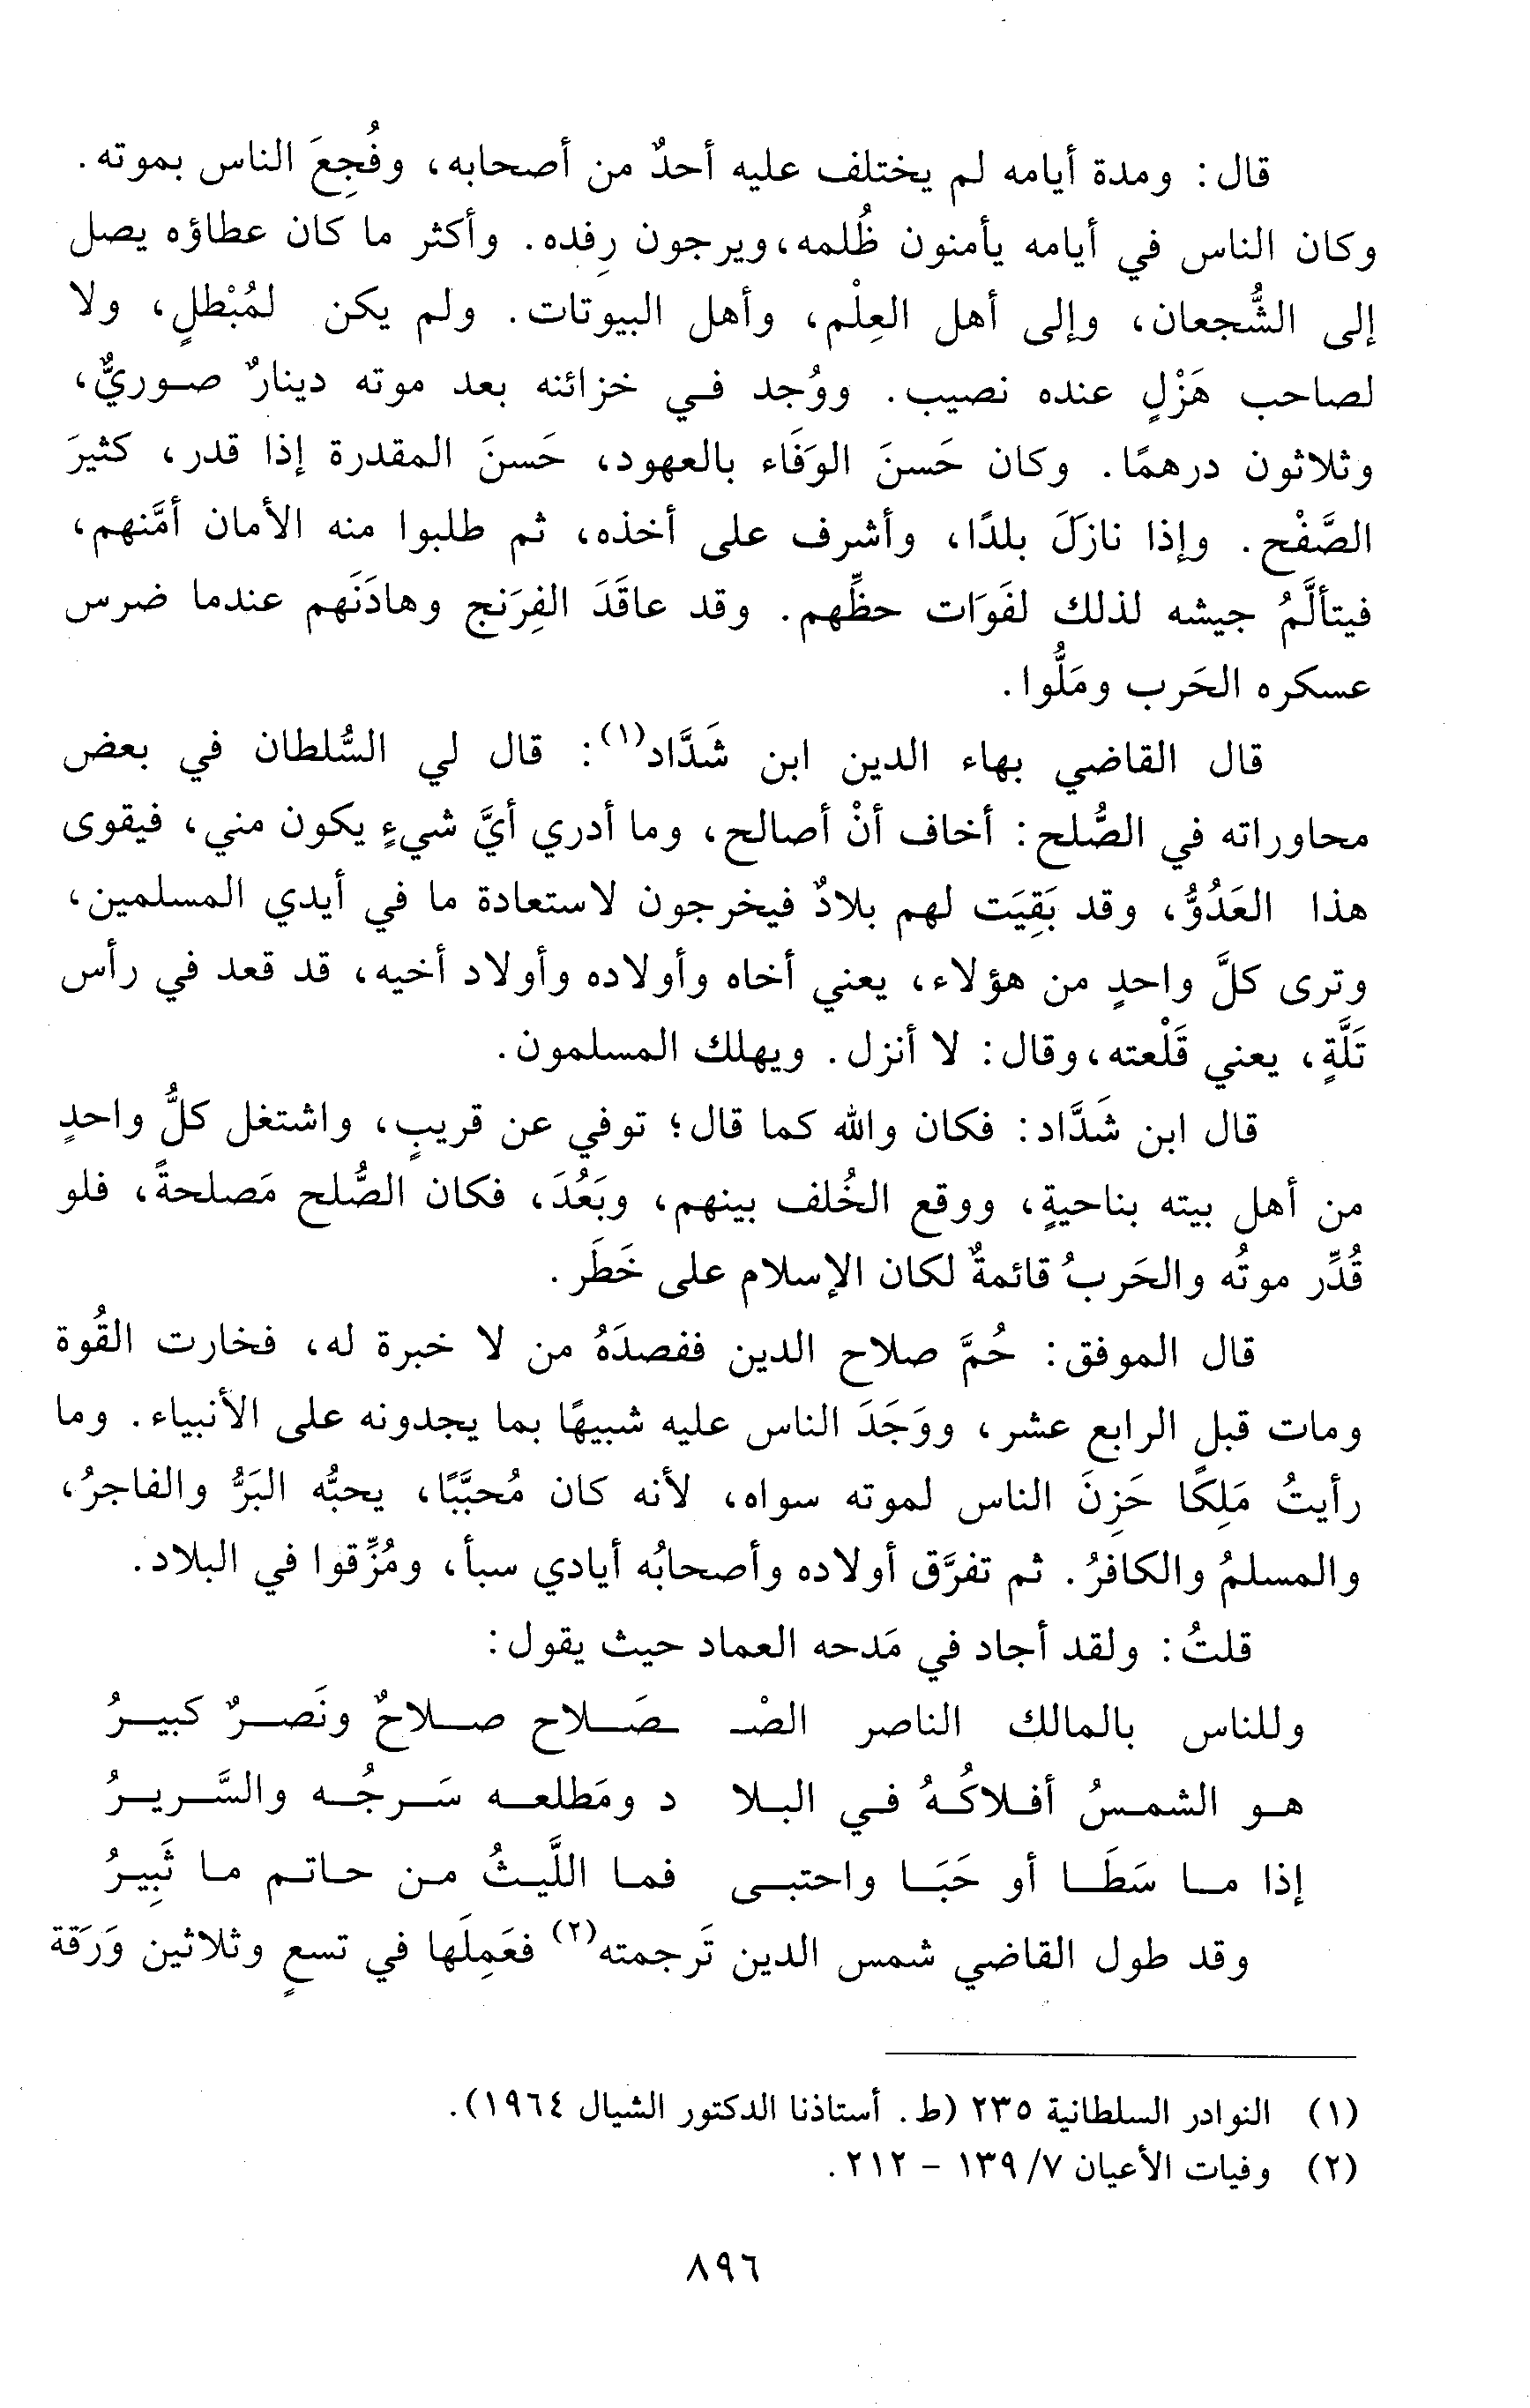 قال: ومدة أيامه لم يختلف عليه أحدٌ من أصحابه، وفُجِعَ الناس بموته.
وكان الناس في أيامه يأمنون ظُلمه، ويرجون رِفده. وأكثر ما كان عطاؤه يصل
إلى الشُّجعان، وإلى أهل العِلْم، وأهل البيوتات. ولم يكن لمُبْطلٍ، ولا
لصاحب هَزْلٍ عنده نصيب. ووُجد في خزائنه بعد موته دينارٌ صوريٌّ،
وثلاثون درهمًا. وكان حَسنَ الوَفَاء بالعهود، حَسنَ المقدرة إذا قدر، كثيرَ
الصَّفْح. وإذا نازَلَ بلدًا، وأشرف على أخذه، ثم طلبوا منه الأمان أمَّنهم،
فيتألَّمُ جيشه لذلك لفَوَات حظِّهم. وقد عاقَدَ الفِرَنج وهادَنَهم عندما ضرس
عسكره الحَرب ومَلُّوا.
قال القاضي بهاء الدين ابن شَدَّاد(١): قال لي السُّلطان في بعض
محاوراته في الصُّلح: أخاف أنْ أصالح، وما أدري أيَّ شيءٍ يكون مني، فيقوى
هذا العَدُوُّ، وقد بَقِيَت لهم بلادٌ فيخرجون لاستعادة ما في أيدي المسلمين،
وترى كلَّ واحدٍ من هؤلاء، يعني أخاه وأولاده وأولاد أخيه، قد قعد في رأس
تَلَّةٍ، يعني قَلْعته، وقال: لا أنزل. ويهلك المسلمون.
قال ابن شَدَّاد: فكان والله كما قال؛ توفي عن قريبٍ، واشتغل كلُّ واحدٍ
من أهل بيته بناحيةٍ، ووقع الخُلف بينهم، وبَعُدَ، فكان الصُّلح مَصلحةً، فلو
قُدِّر موتُه والحَربُ قائمةٌ لكان الإسلام على خَطَر.
قال الموفق: حُمَّ صلاح الدين ففصدَهُ من لا خبرة له، فخارت القُوة
ومات قبل الرابع عشر، ووَجَدَ الناس عليه شبيهًا بما يجدونه على الأنبياء. وما
رأيتُ مَلِكًا حَزِنَ الناس لموته سواه، لأنه كان مُحبَّبًا، يحبُّه البَرُّ والفاجرُ،
والمسلمُ والكافرُ. ثم تفرَّق أولاده وأصحابُه أيادي سبأ، ومُزِّقوا في البلاد.
قلتُ: ولقد أجاد في مَدحه العماد حيث يقول:
وللناس بالمالك الناصر الصْـ ـصَلاح صلاحٌ ونَصرٌ كبيرُ
هو الشمسُ أفلاكُهُ في البلا د ومَطلعه سَرجُه والسَّريرُ
إذا ما سَطَا أو حَبَا واحتبى فما اللَّيثُ من حاتم ما ثَبِيرُ
وقد طول القاضي شمس الدين تَرجمته(٢) فعَمِلَها في تسعٍ وثلاثين وَرَقة
(١) النوادر السلطانية ٢٣٥ (ط. أستاذنا الدكتور الشيال ١٩٦٤).
(٢) وفيات الأعيان ٧/ ١٣٩ - ٢١٢.
٨٩٦